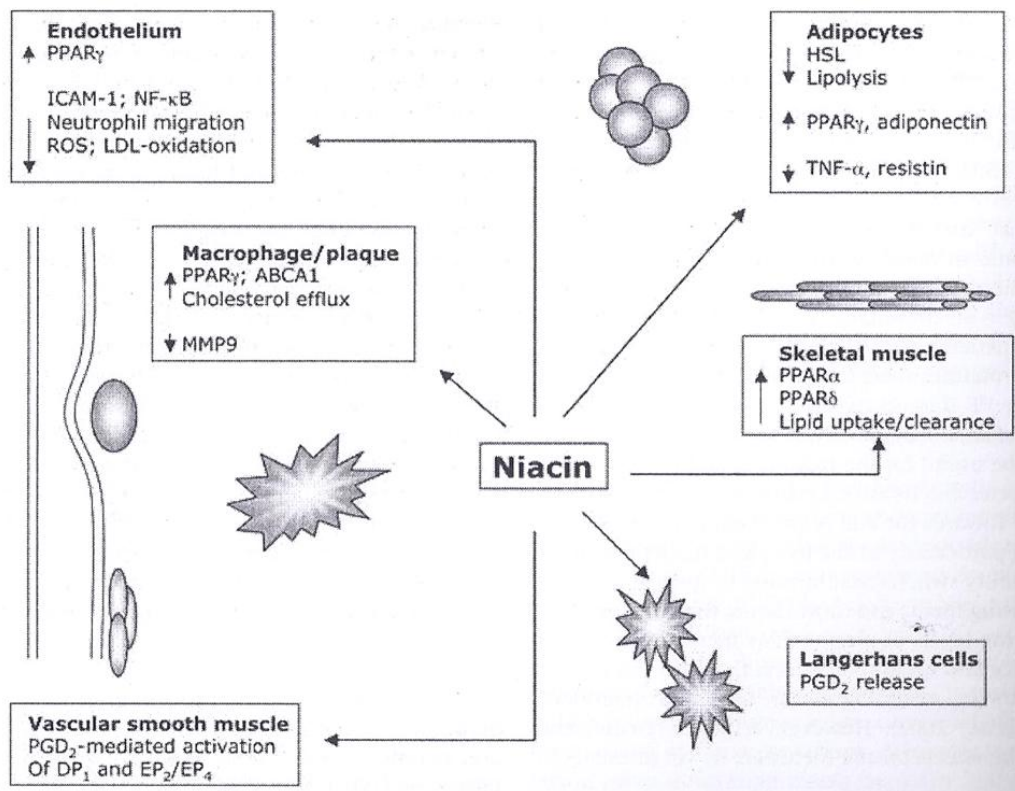 Endothelium
PPARγ
ICAM-1; NF-κB
Neutrophil migration
ROS; LDL-oxidation
Adipocytes
HSL
Lipolysis
PPARγ, adiponectin
TNF-α, resistin
Macrophage/plaque
PPARγ; ABCA1
Cholesterol efflux
MMP9
Skeletal muscle
PPARα
PPARδ
Lipid uptake/clearance
Niacin
Langerhans cells
PGD₂ release
Vascular smooth muscle
PGD₂-mediated activation
Of DP₁ and EP₂/EP₄